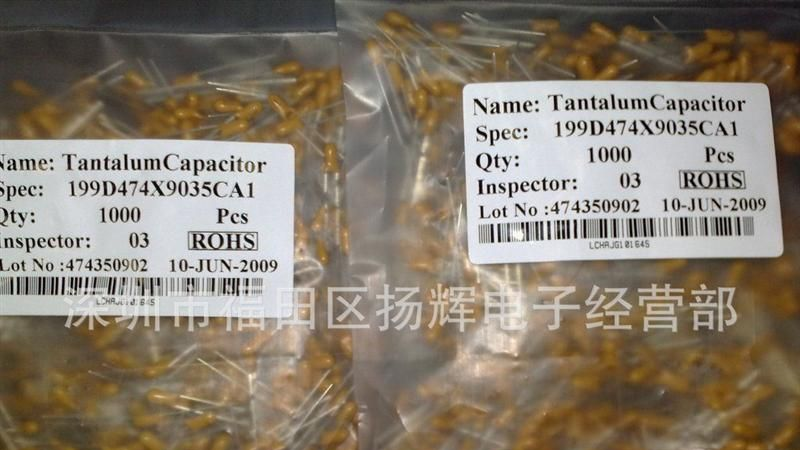 Name: TantalumCapacitor
Spec: 199D474X9035CA1
Qty: 1000 Pcs
Inspector: 03 ROHS
Lot No :474350902 10-JUN-2009
LCHAJG101645
Name: TantalumCapacitor
Spec: 199D474X9035CA1
Qty: 1000 Pcs
Inspector: 03 ROHS
Lot No :474350902 10-JUN-2009
LCHAJG101645
深圳市福田区扬辉电子经营部